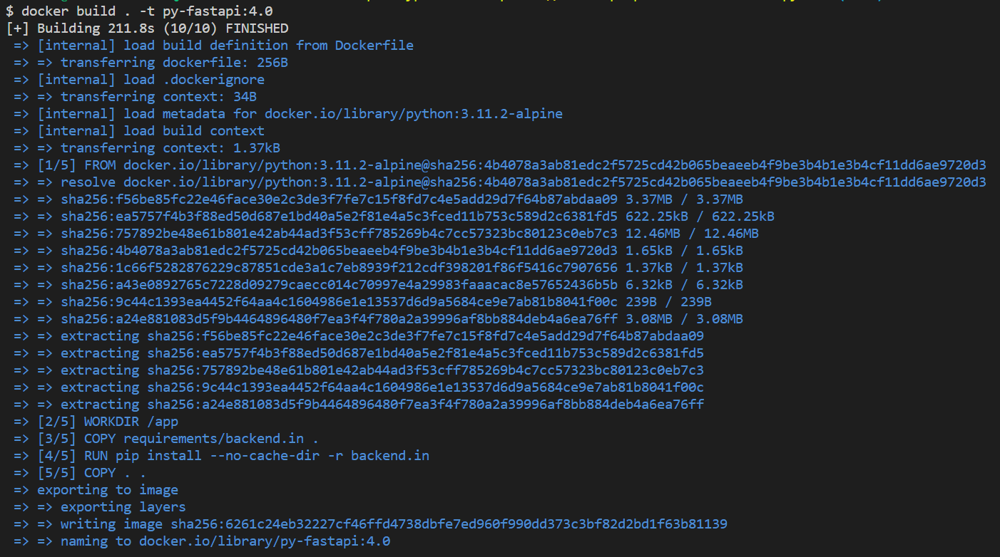 $ docker build . -t py-fastapi:4.0
[+] Building 211.8s (10/10) FINISHED
=> [internal] load build definition from Dockerfile
=> => transferring dockerfile: 256B
=> [internal] load .dockerignore
=> => transferring context: 34B
=> [internal] load metadata for docker.io/library/python:3.11.2-alpine
=> [internal] load build context
=> => transferring context: 1.37kB
=> [1/5] FROM docker.io/library/python:3.11.2-alpine@sha256:4b4078a3ab81edc2f5725cd42b065beaeeb4f9be3b4b1e3b4cf11dd6ae9720d3
=> => resolve docker.io/library/python:3.11.2-alpine@sha256:4b4078a3ab81edc2f5725cd42b065beaeeb4f9be3b4b1e3b4cf11dd6ae9720d3
=> => sha256:f56be85fc22e46face30e2c3de3f7fe7c15f8fd7c4e5add29d7f64b87abdaa09 3.37MB / 3.37MB
=> => sha256:ea5757f4b3f88ed50d687e1bd40a5e2f81e4a5c3fced11b753c589d2c6381fd5 622.25kB / 622.25kB
=> => sha256:757892be48e61b801e42ab44ad3f53cff785269b4c7cc57323bc80123c0eb7c3 12.46MB / 12.46MB
=> => sha256:4b4078a3ab81edc2f5725cd42b065beaeeb4f9be3b4b1e3b4cf11dd6ae9720d3 1.65kB / 1.65kB
=> => sha256:1c66f5282876229c87851cde3a1c7eb8939f212cdf398201f86f5416c7907656 1.37kB / 1.37kB
=> => sha256:a43e0892765c7228d09279caecc014c70997e4a29983faaacac8e57652436b5b 6.32kB / 6.32kB
=> => sha256:9c44c1393ea4452f64aa4c1604986e1e13537d6d9a5684ce9e7ab81b8041f00c 239B / 239B
=> => sha256:a24e881083d5f9b4464896480f7ea3f4f780a2a39996af8bb884deb4a6ea76ff 3.08MB / 3.08MB
=> => extracting sha256:f56be85fc22e46face30e2c3de3f7fe7c15f8fd7c4e5add29d7f64b87abdaa09
=> => extracting sha256:ea5757f4b3f88ed50d687e1bd40a5e2f81e4a5c3fced11b753c589d2c6381fd5
=> => extracting sha256:757892be48e61b801e42ab44ad3f53cff785269b4c7cc57323bc80123c0eb7c3
=> => extracting sha256:9c44c1393ea4452f64aa4c1604986e1e13537d6d9a5684ce9e7ab81b8041f00c
=> => extracting sha256:a24e881083d5f9b4464896480f7ea3f4f780a2a39996af8bb884deb4a6ea76ff
=> [2/5] WORKDIR /app
=> [3/5] COPY requirements/backend.in .
=> [4/5] RUN pip install --no-cache-dir -r backend.in
=> [5/5] COPY . .
=> exporting to image
=> => exporting layers
=> => writing image sha256:6261c24eb32227cf46ffd4738dbfe7ed960f990dd373c3bf82d2bd1f63b81139
=> => naming to docker.io/library/py-fastapi:4.0